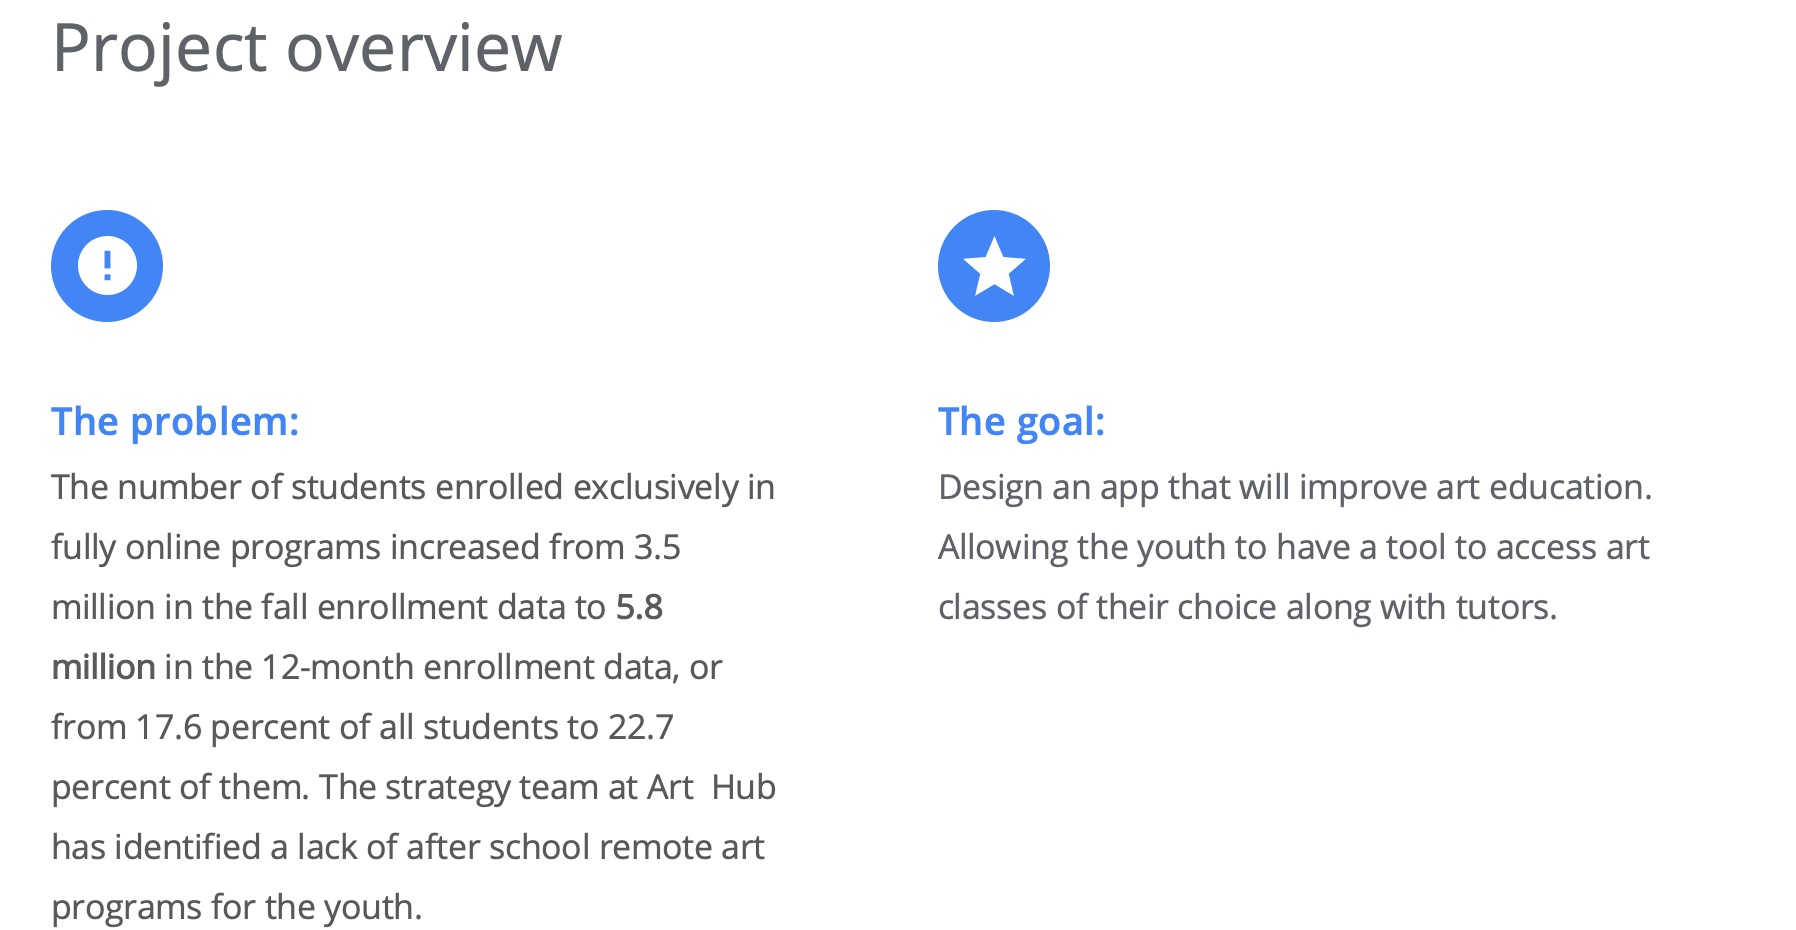 Project overview
The problem:
The number of students enrolled exclusively in
fully online programs increased from 3.5
million in the fall enrollment data to 5.8
million in the 12-month enrollment data, or
from 17.6 percent of all students to 22.7
percent of them. The strategy team at Art  Hub
has identified a lack of after school remote art
programs for the youth.
The goal:
Design an app that will improve art education.
Allowing the youth to have a tool to access art
classes of their choice along with tutors.